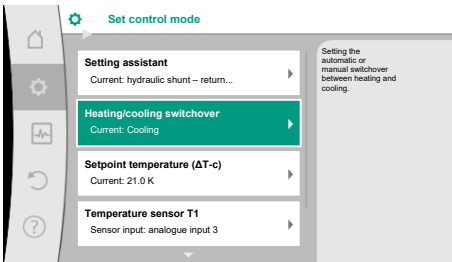 Set control mode
Setting assistant
Current: hydraulic shunt – return...
Heating/cooling switchover
Current: Cooling
Setpoint temperature (ΔT-c)
Current: 21.0 K
Temperature sensor T1
Sensor input: analogue input 3
Setting the
automatic or
manual switchover
between heating and
cooling.
?